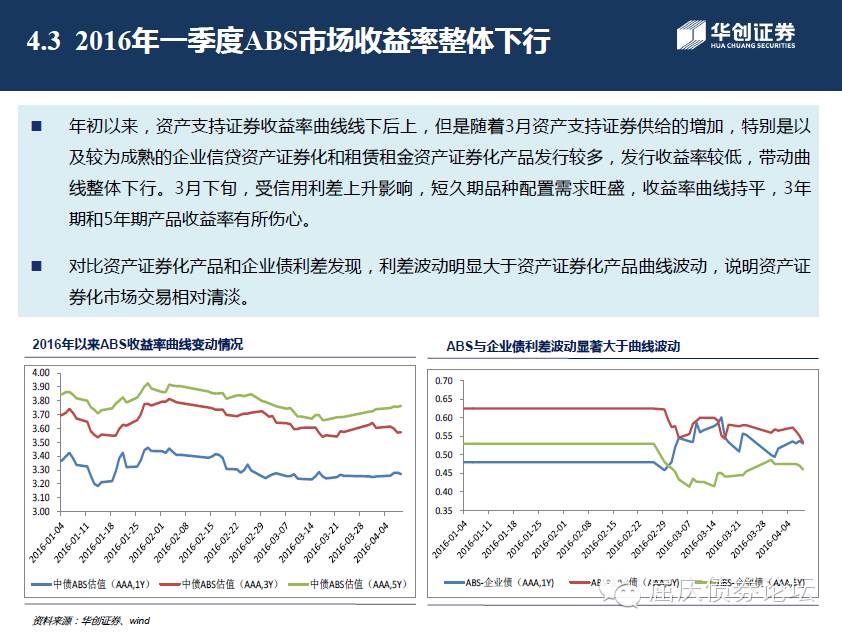 4.3 2016年一季度ABS市场收益率整体下行
华创证券
HUA CHUANG SECURITIES
年初以来，资产支持证券收益率曲线线下后上，但是随着3月资产支持证券供给的增加，特别是以
及较为成熟的企业信贷资产证券化和租赁租金资产证券化产品发行较多，发行收益率较低，带动曲
线整体下行。3月下旬，受信用利差上升影响，短久期品种配置需求旺盛，收益率曲线持平，3年
期和5年期产品收益率有所伤心。
对比资产证券化产品和企业债利差发现，利差波动明显大于资产证券化产品曲线波动，说明资产证
券化市场交易相对清淡。
2016年以来ABS收益率曲线变动情况
4.00
3.90
3.80
3.70
3.60
3.50
3.40
3.30
3.20
3.10
3.00
2016-01-04
2016-01-11
2016-01-18
2016-01-25
2016-02-01
2016-02-08
2016-02-15
2016-02-22
2016-02-29
2016-03-07
2016-03-14
2016-03-21
2016-03-28
2016-04-04
中债ABS估值（AAA,1Y）
中债ABS估值（AAA,3Y）
中债ABS估值（AAA,5Y）
ABS与企业债利差波动显著大于曲线波动
0.70
0.65
0.60
0.55
0.50
0.45
0.40
0.35
2016-01-04
2016-01-11
2016-01-18
2016-01-25
2016-02-01
2016-02-08
2016-02-15
2016-02-22
2016-02-29
2016-03-07
2016-03-14
2016-03-21
2016-03-28
2016-04-04
ABS-企业债（AAA,1Y)
ABS-企业债（AAA,5Y)
屈庆债券论坛
资料来源：华创证券、wind